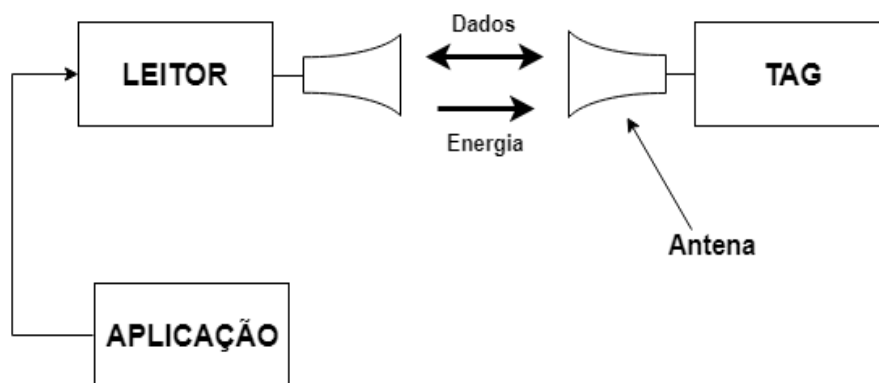 Dados
LEITOR
TAG
Energia
Antena
APLICAÇÃO